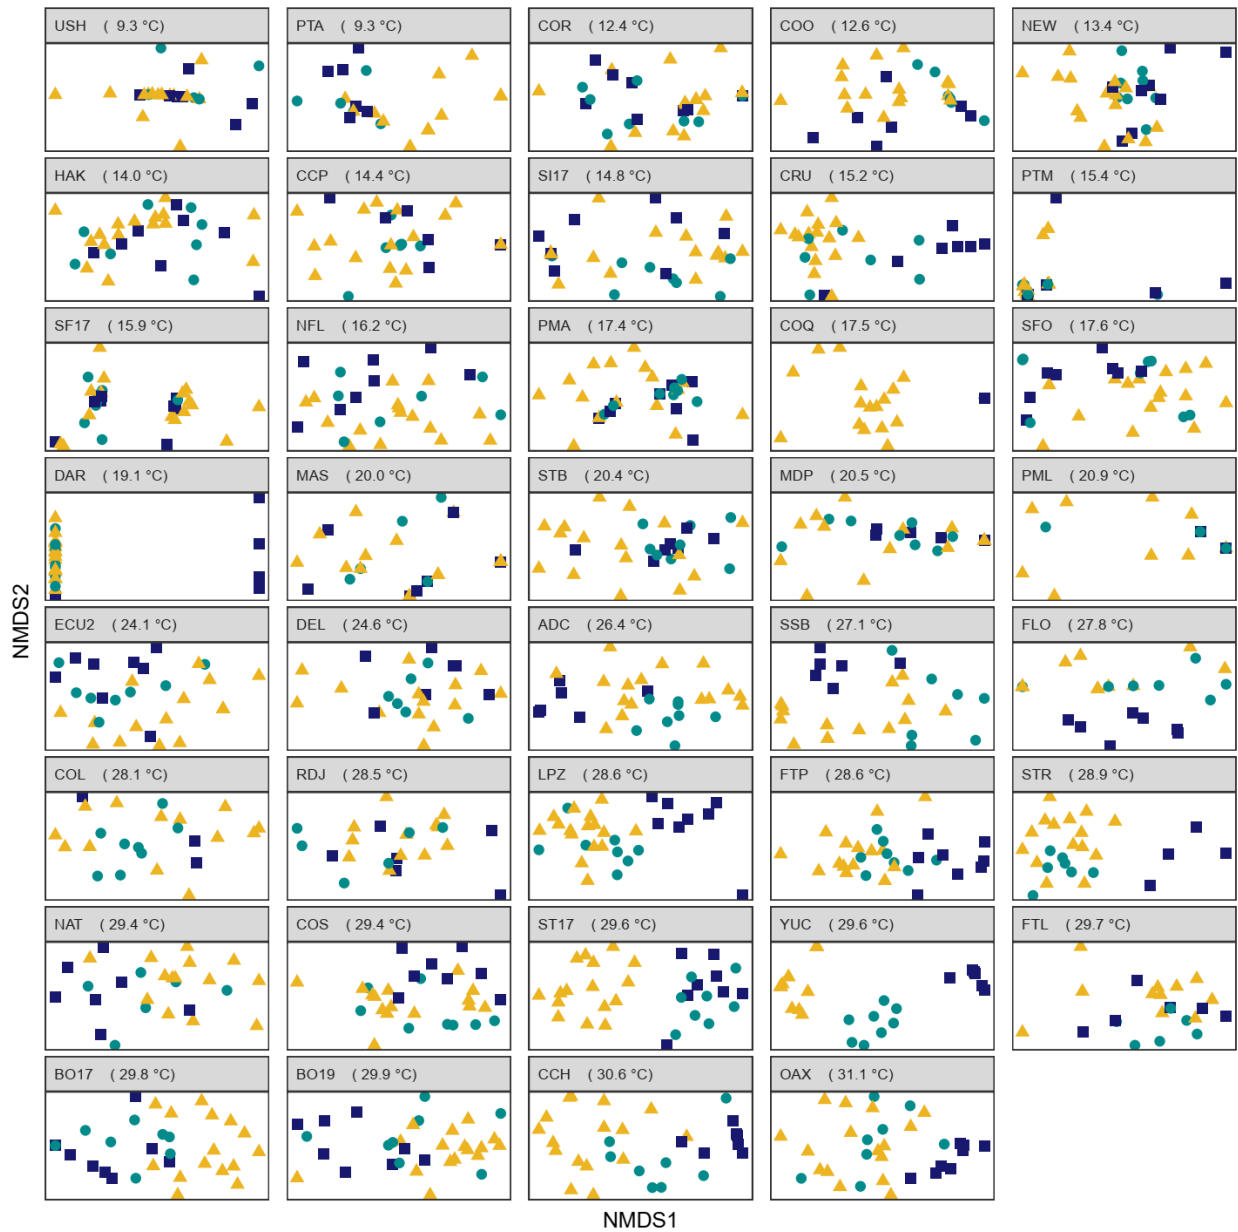 USH ( 9.3 °C)
PTA ( 9.3 °C)
COR ( 12.4 °C)
COO ( 12.6 °C)
NEW ( 13.4 °C)
HAK ( 14.0 °C)
CCP ( 14.4 °C)
SI17 ( 14.8 °C)
CRU ( 15.2 °C)
PTM ( 15.4 °C)
SF17 ( 15.9 °C)
NFL ( 16.2 °C)
PMA ( 17.4 °C)
COQ ( 17.5 °C)
SFO ( 17.6 °C)
DAR ( 19.1 °C)
MAS ( 20.0 °C)
STB ( 20.4 °C)
MDP ( 20.5 °C)
PML ( 20.9 °C)
ECU2 ( 24.1 °C)
DEL ( 24.6 °C)
ADC ( 26.4 °C)
SSB ( 27.1 °C)
FLO ( 27.8 °C)
COL ( 28.1 °C)
RDJ ( 28.5 °C)
LPZ ( 28.6 °C)
FTP ( 28.6 °C)
STR ( 28.9 °C)
NAT ( 29.4 °C)
COS ( 29.4 °C)
ST17 ( 29.6 °C)
YUC ( 29.6 °C)
FTL ( 29.7 °C)
BO17 ( 29.8 °C)
BO19 ( 29.9 °C)
CCH ( 30.6 °C)
OAX ( 31.1 °C)
NMDS2
NMDS1